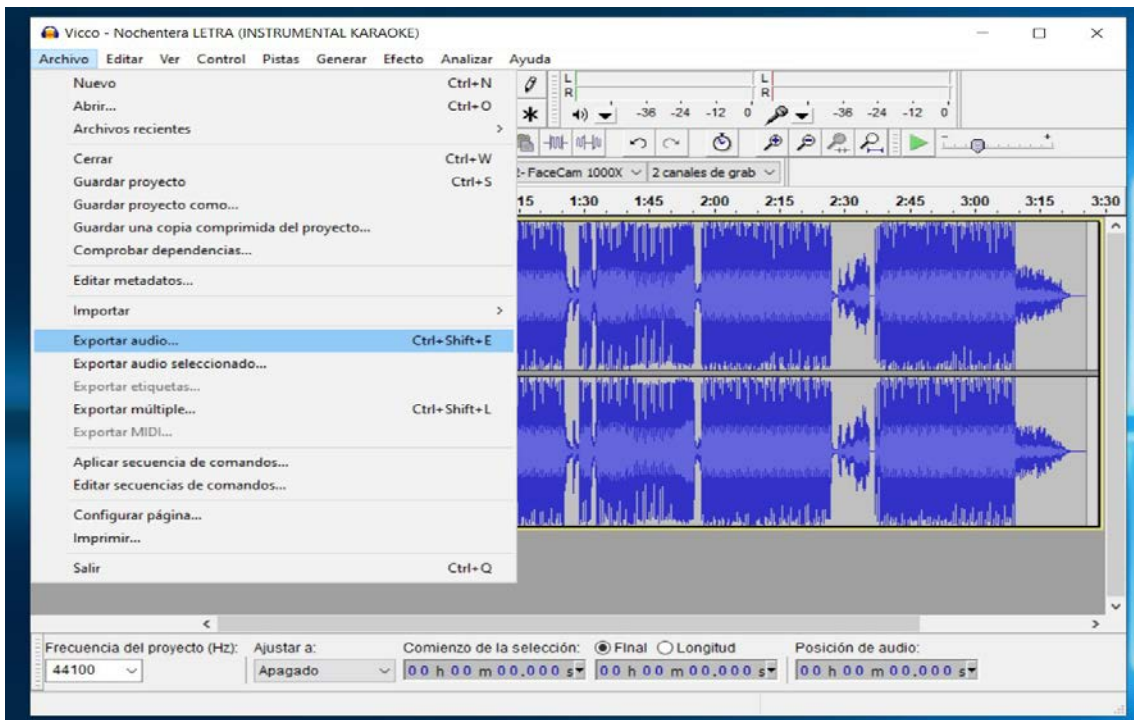 Vicco - Nochentera LETRA (INSTRUMENTAL KARAOKE)
Archivo Editar Ver Control Pistas Generar Efecto Analizar Ayuda
Nuevo Ctrl+N
Abrir... Ctrl+O
Archivos recientes >
Cerrar Ctrl+W
Guardar proyecto Ctrl+S
Guardar proyecto como...
Guardar una copia comprimida del proyecto...
Comprobar dependencias...
Editar metadatos...
Importar >
Exportar audio... Ctrl+Shift+E
Exportar audio seleccionado...
Exportar etiquetas...
Exportar múltiple... Ctrl+Shift+L
Exportar MIDI...
Aplicar secuencia de comandos...
Editar secuencias de comandos...
Configurar página...
Imprimir...
Salir Ctrl+Q
L L
R R
-36 -24 -12 0 -36 -24 -12 0
2- FaceCam 1000X 2 canales de grab
15 1:30 1:45 2:00 2:15 2:30 2:45 3:00 3:15 3:30
Frecuencia del proyecto (Hz): Ajustar a: Comienzo de la selección: Final Longitud Posición de audio:
44100 Apagado 00 h 00 m 00,000 s 00 h 00 m 00,000 s 00 h 00 m 00,000 s